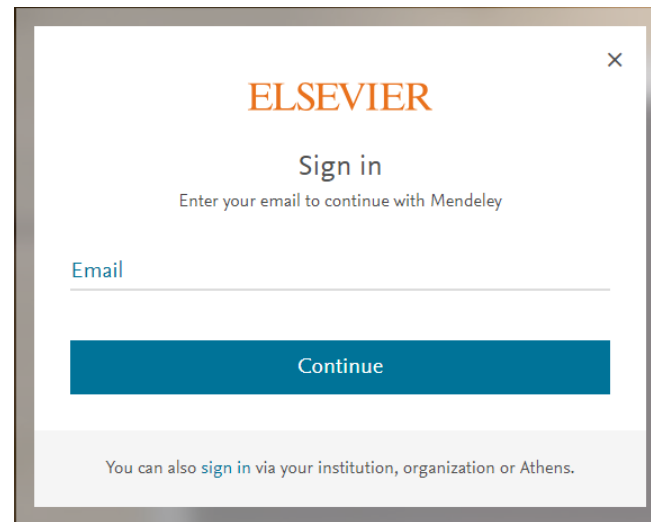 ELSEVIER
Sign in
Enter your email to continue with Mendeley
Email
Continue
You can also sign in via your institution, organization or Athens.